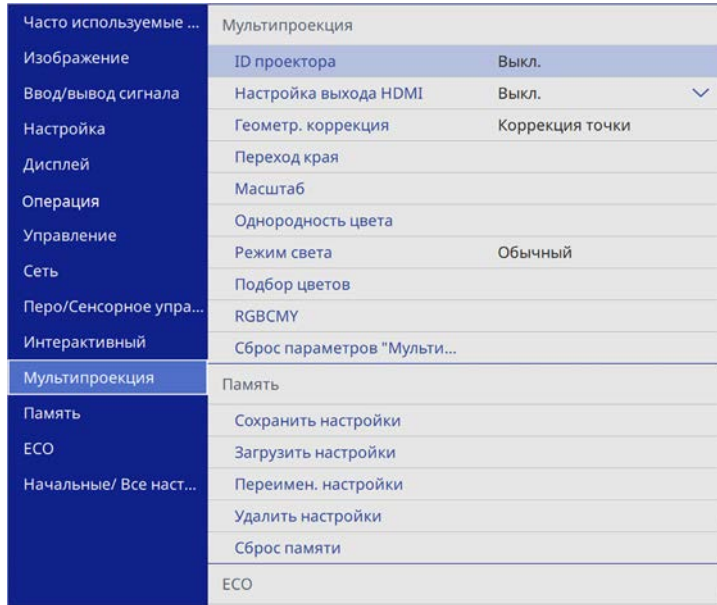 Часто используемые ...
Изображение
Ввод/вывод сигнала
Настройка
Дисплей
Операция
Управление
Сеть
Перо/Сенсорное упра...
Интерактивный
Мультипроекция
Память
ECO
Начальные/ Все наст...
Мультипроекция
ID проектора Выкл.
Настройка выхода HDMI Выкл.
Геометр. коррекция Коррекция точки
Переход края
Масштаб
Однородность цвета
Режим света Обычный
Подбор цветов
RGBCMY
Сброс параметров "Мульти...
Память
Сохранить настройки
Загрузить настройки
Переимен. настройки
Удалить настройки
Сброс памяти
ECO